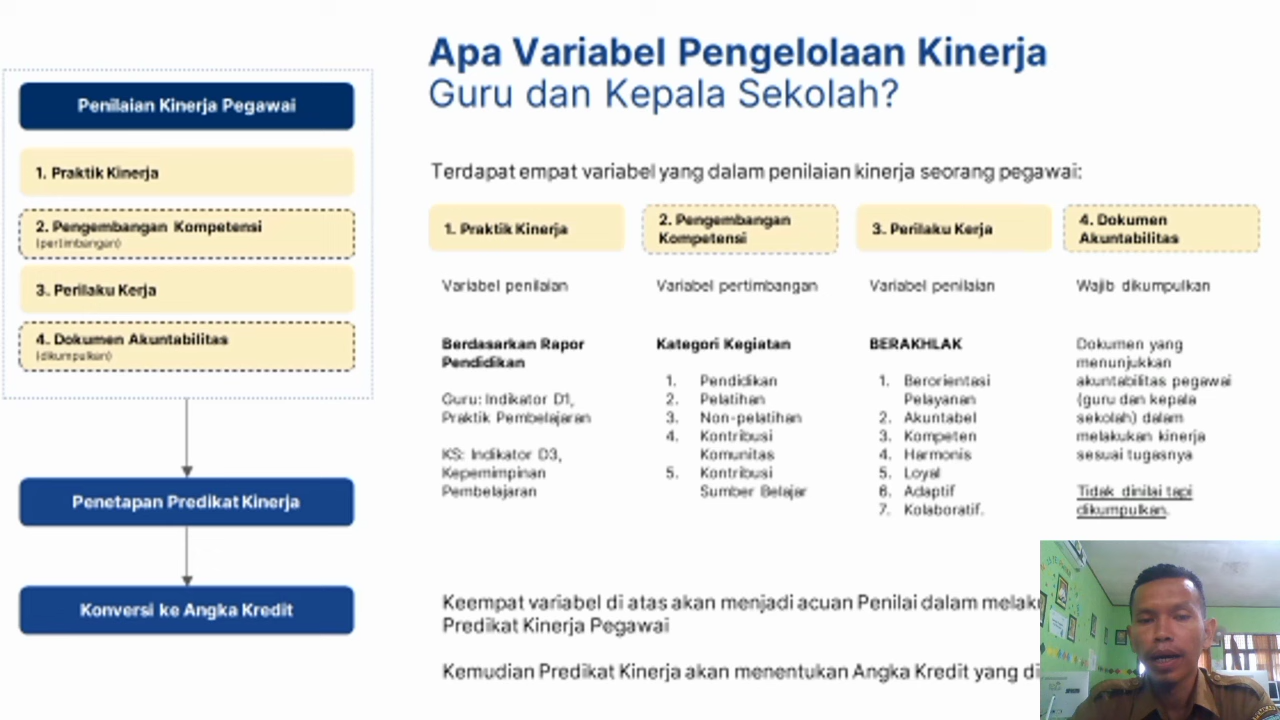 Apa Variabel Pengelolaan Kinerja
Guru dan Kepala Sekolah?
Penilaian Kinerja Pegawai
1. Praktik Kinerja
2. Pengembangan Kompetensi
(pertimbangan)
3. Perilaku Kerja
4. Dokumen Akuntabilitas
(dikumpulkan)
Penetapan Predikat Kinerja
Konversi ke Angka Kredit
Terdapat empat variabel yang dalam penilaian kinerja seorang pegawai:
1. Praktik Kinerja
Variabel penilaian
Berdasarkan Rapor
Pendidikan
Guru: Indikator D1,
Praktik Pembelajaran
KS: Indikator D3,
Kepemimpinan
Pembelajaran
2. Pengembangan
Kompetensi
Variabel pertimbangan
Kategori Kegiatan
1. Pendidikan
2. Pelatihan
3. Non-pelatihan
4. Kontribusi
Komunitas
5. Kontribusi
Sumber Belajar
3. Perilaku Kerja
Variabel penilaian
BERAKHLAK
1. Berorientasi
Pelayanan
2. Akuntabel
3. Kompeten
4. Harmonis
5. Loyal
6. Adaptif
7. Kolaboratif.
4. Dokumen
Akuntabilitas
Wajib dikumpulkan
Dokumen yang
menunjukkan
akuntabilitas pegawai
(guru dan kepala
sekolah) dalam
melakukan kinerja
sesuai tugasnya
Tidak dinilai tapi
dikumpulkan.
Keempat variabel di atas akan menjadi acuan Penilai dalam
Predikat Kinerja Pegawai
Kemudian Predikat Kinerja akan menentukan Angka Kredit yang